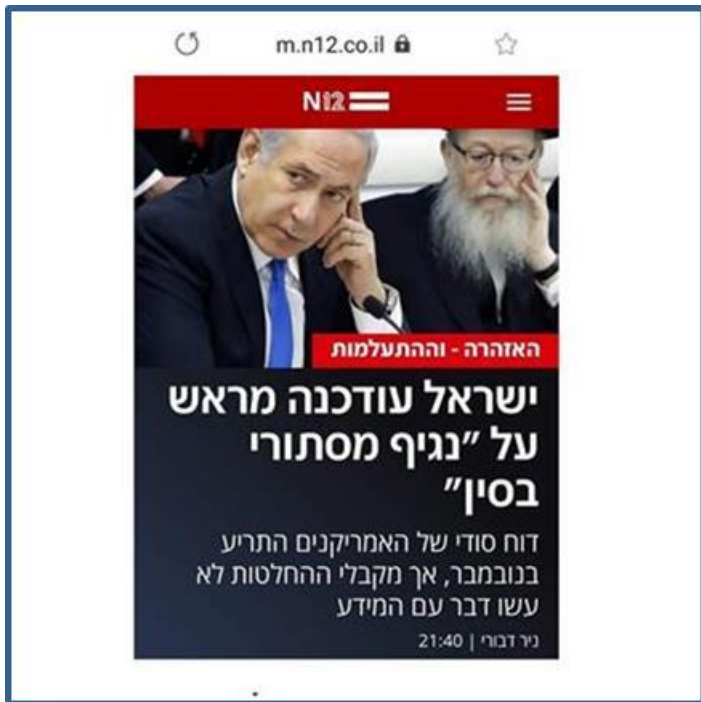 m.n12.co.il
N12
האזהרה - וההתעלמות
ישראל עודכנה מראש
על "נגיף מסתורי
בסין"
דוח סודי של האמריקנים התריע
בנובמבר, אך מקבלי ההחלטות לא
עשו דבר עם המידע
ניר דבורי | 21:40